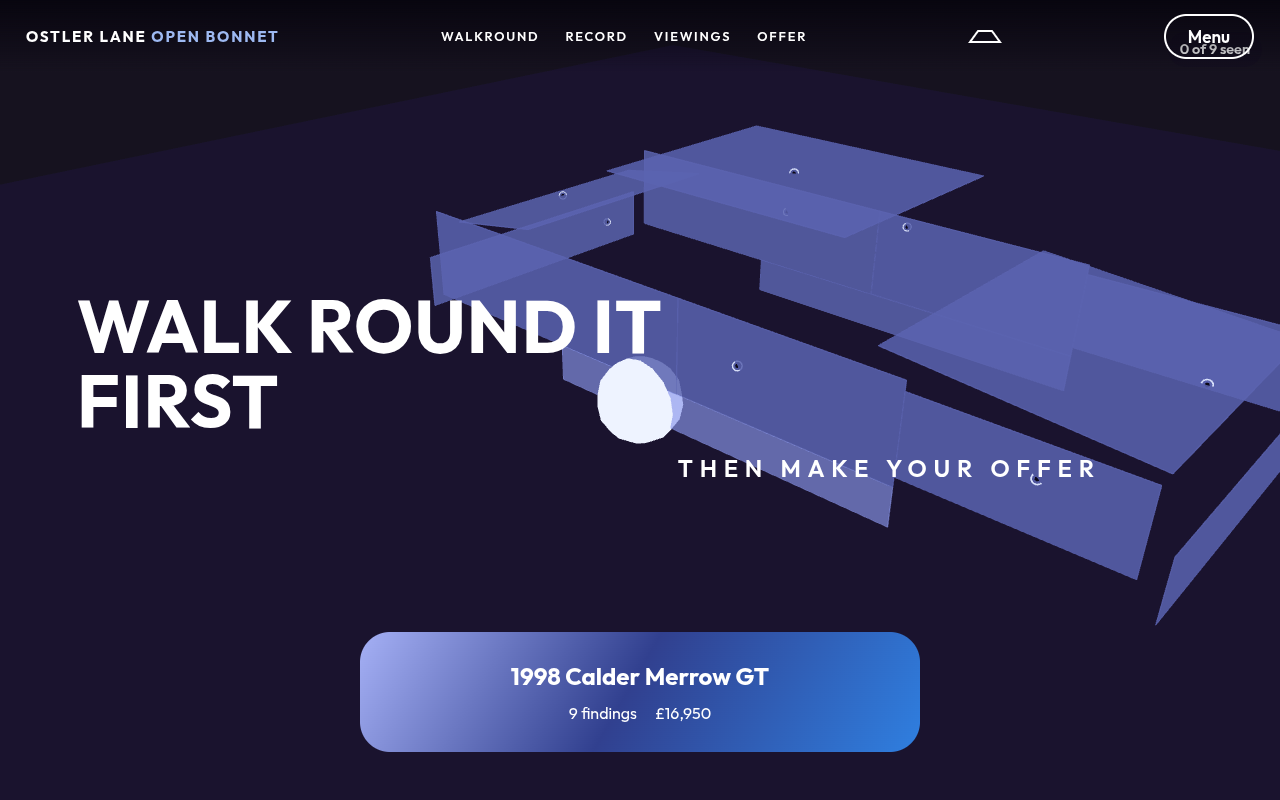 OSTLER LANE OPEN BONNET
WALKROUND RECORD VIEWINGS OFFER
Menu
0 of 9 seen
WALK ROUND IT
FIRST
THEN MAKE YOUR OFFER
1998 Calder Merrow GT
9 findings £16,950